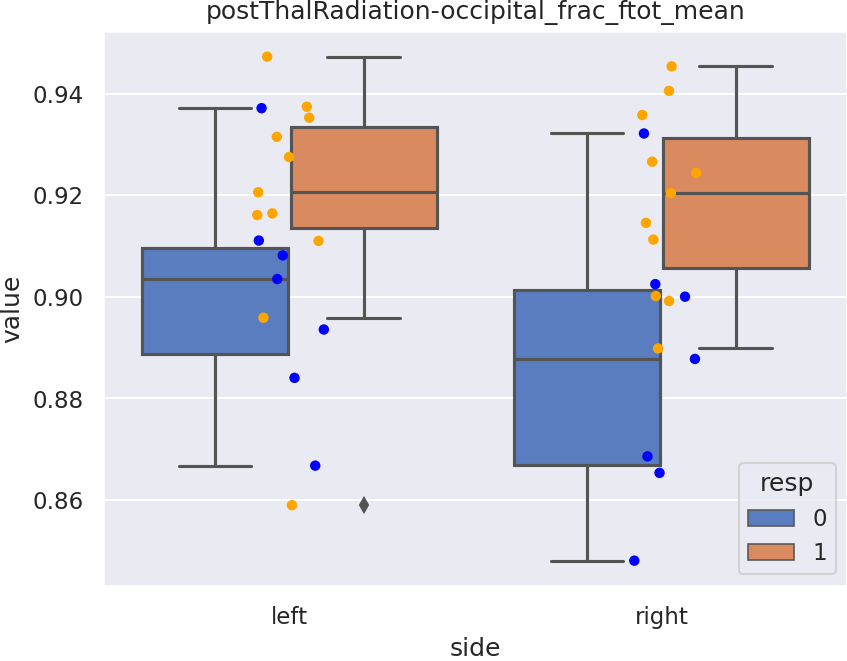 postThalRadiation-occipital_frac_ftot_mean
value
0.94
0.92
0.90
0.88
0.86
resp
0
1
left
right
side